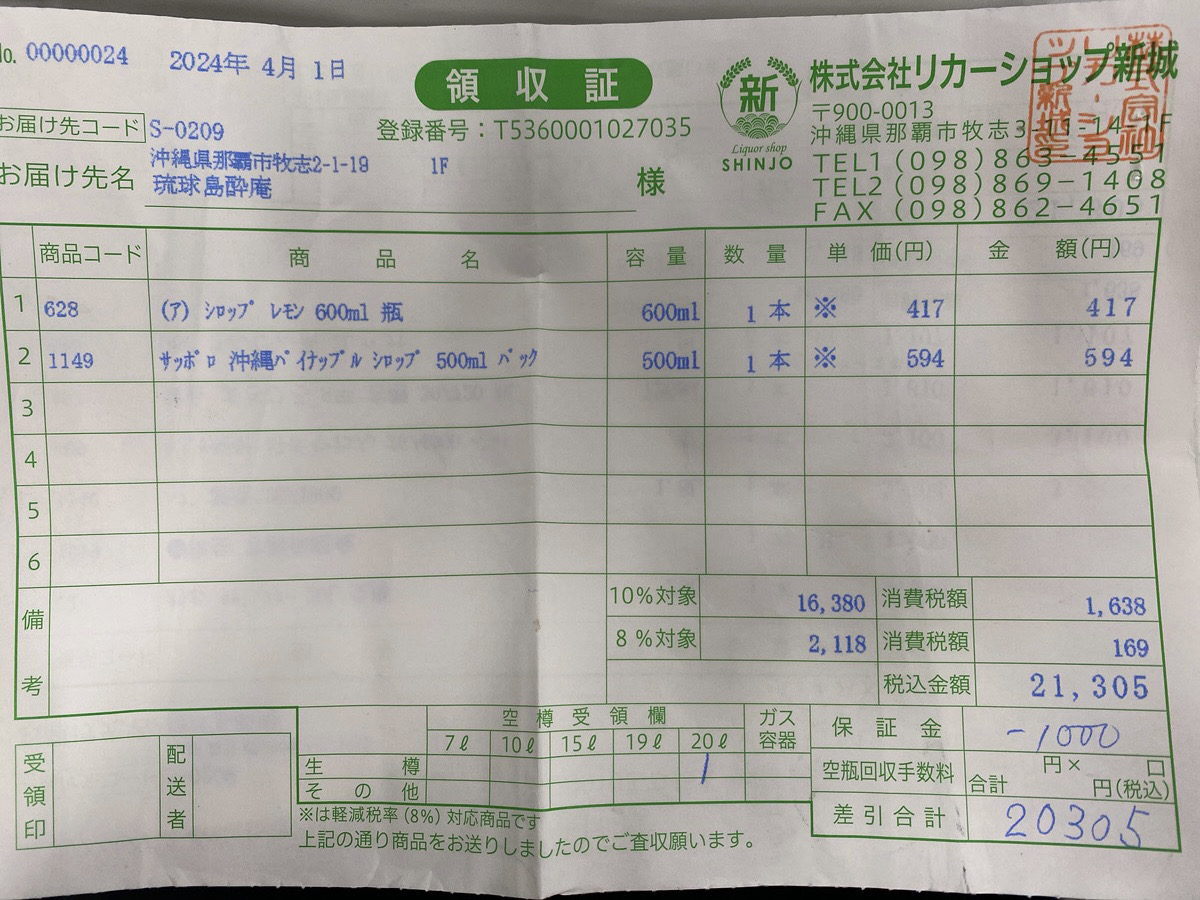 No. 00000024 2024年 4月 1日
領収証
登録番号：T5360001027035
新
Liquor shop
SHINJO
株式会社リカーショップ新城
〒900-0013
沖縄県那覇市牧志3-11-14-1F
TEL1 (098) 863-4551
TEL2 (098) 869-1408
FAX (098) 862-4651
お届け先コード S-0209
お届け先名 沖縄県那覇市牧志2-1-19 1F
琉球島酔庵 様
商品コード 商品名 容量 数量 単価(円) 金額(円)
1 628 (ア) シロップ レモン 600ml 瓶 600ml 1 本 ※ 417 417
2 1149 サッポロ 沖縄パイナップル シロップ 500ml パック 500ml 1 本 ※ 594 594
3
4
5
6
備考
10%対象 16,380 消費税額 1,638
8%対象 2,118 消費税額 169
税込金額 21,305
空樽受領欄 ガス容器
7ℓ 10ℓ 15ℓ 19ℓ 20ℓ
生樽 1
その他
保証金 -1000
空瓶回収手数料 円× 口
合計 円(税込)
差引合計 20305
受領印 配送者
※は軽減税率(8%)対応商品です
上記の通り商品をお送りしましたのでご査収願います。